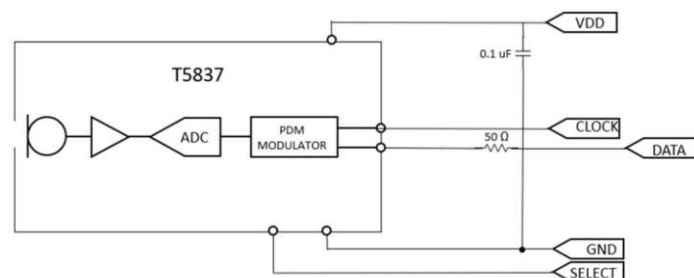 VDD
0.1 uF
T5837
ADC
PDM
MODULATOR
CLOCK
50 Ω
DATA
GND
SELECT